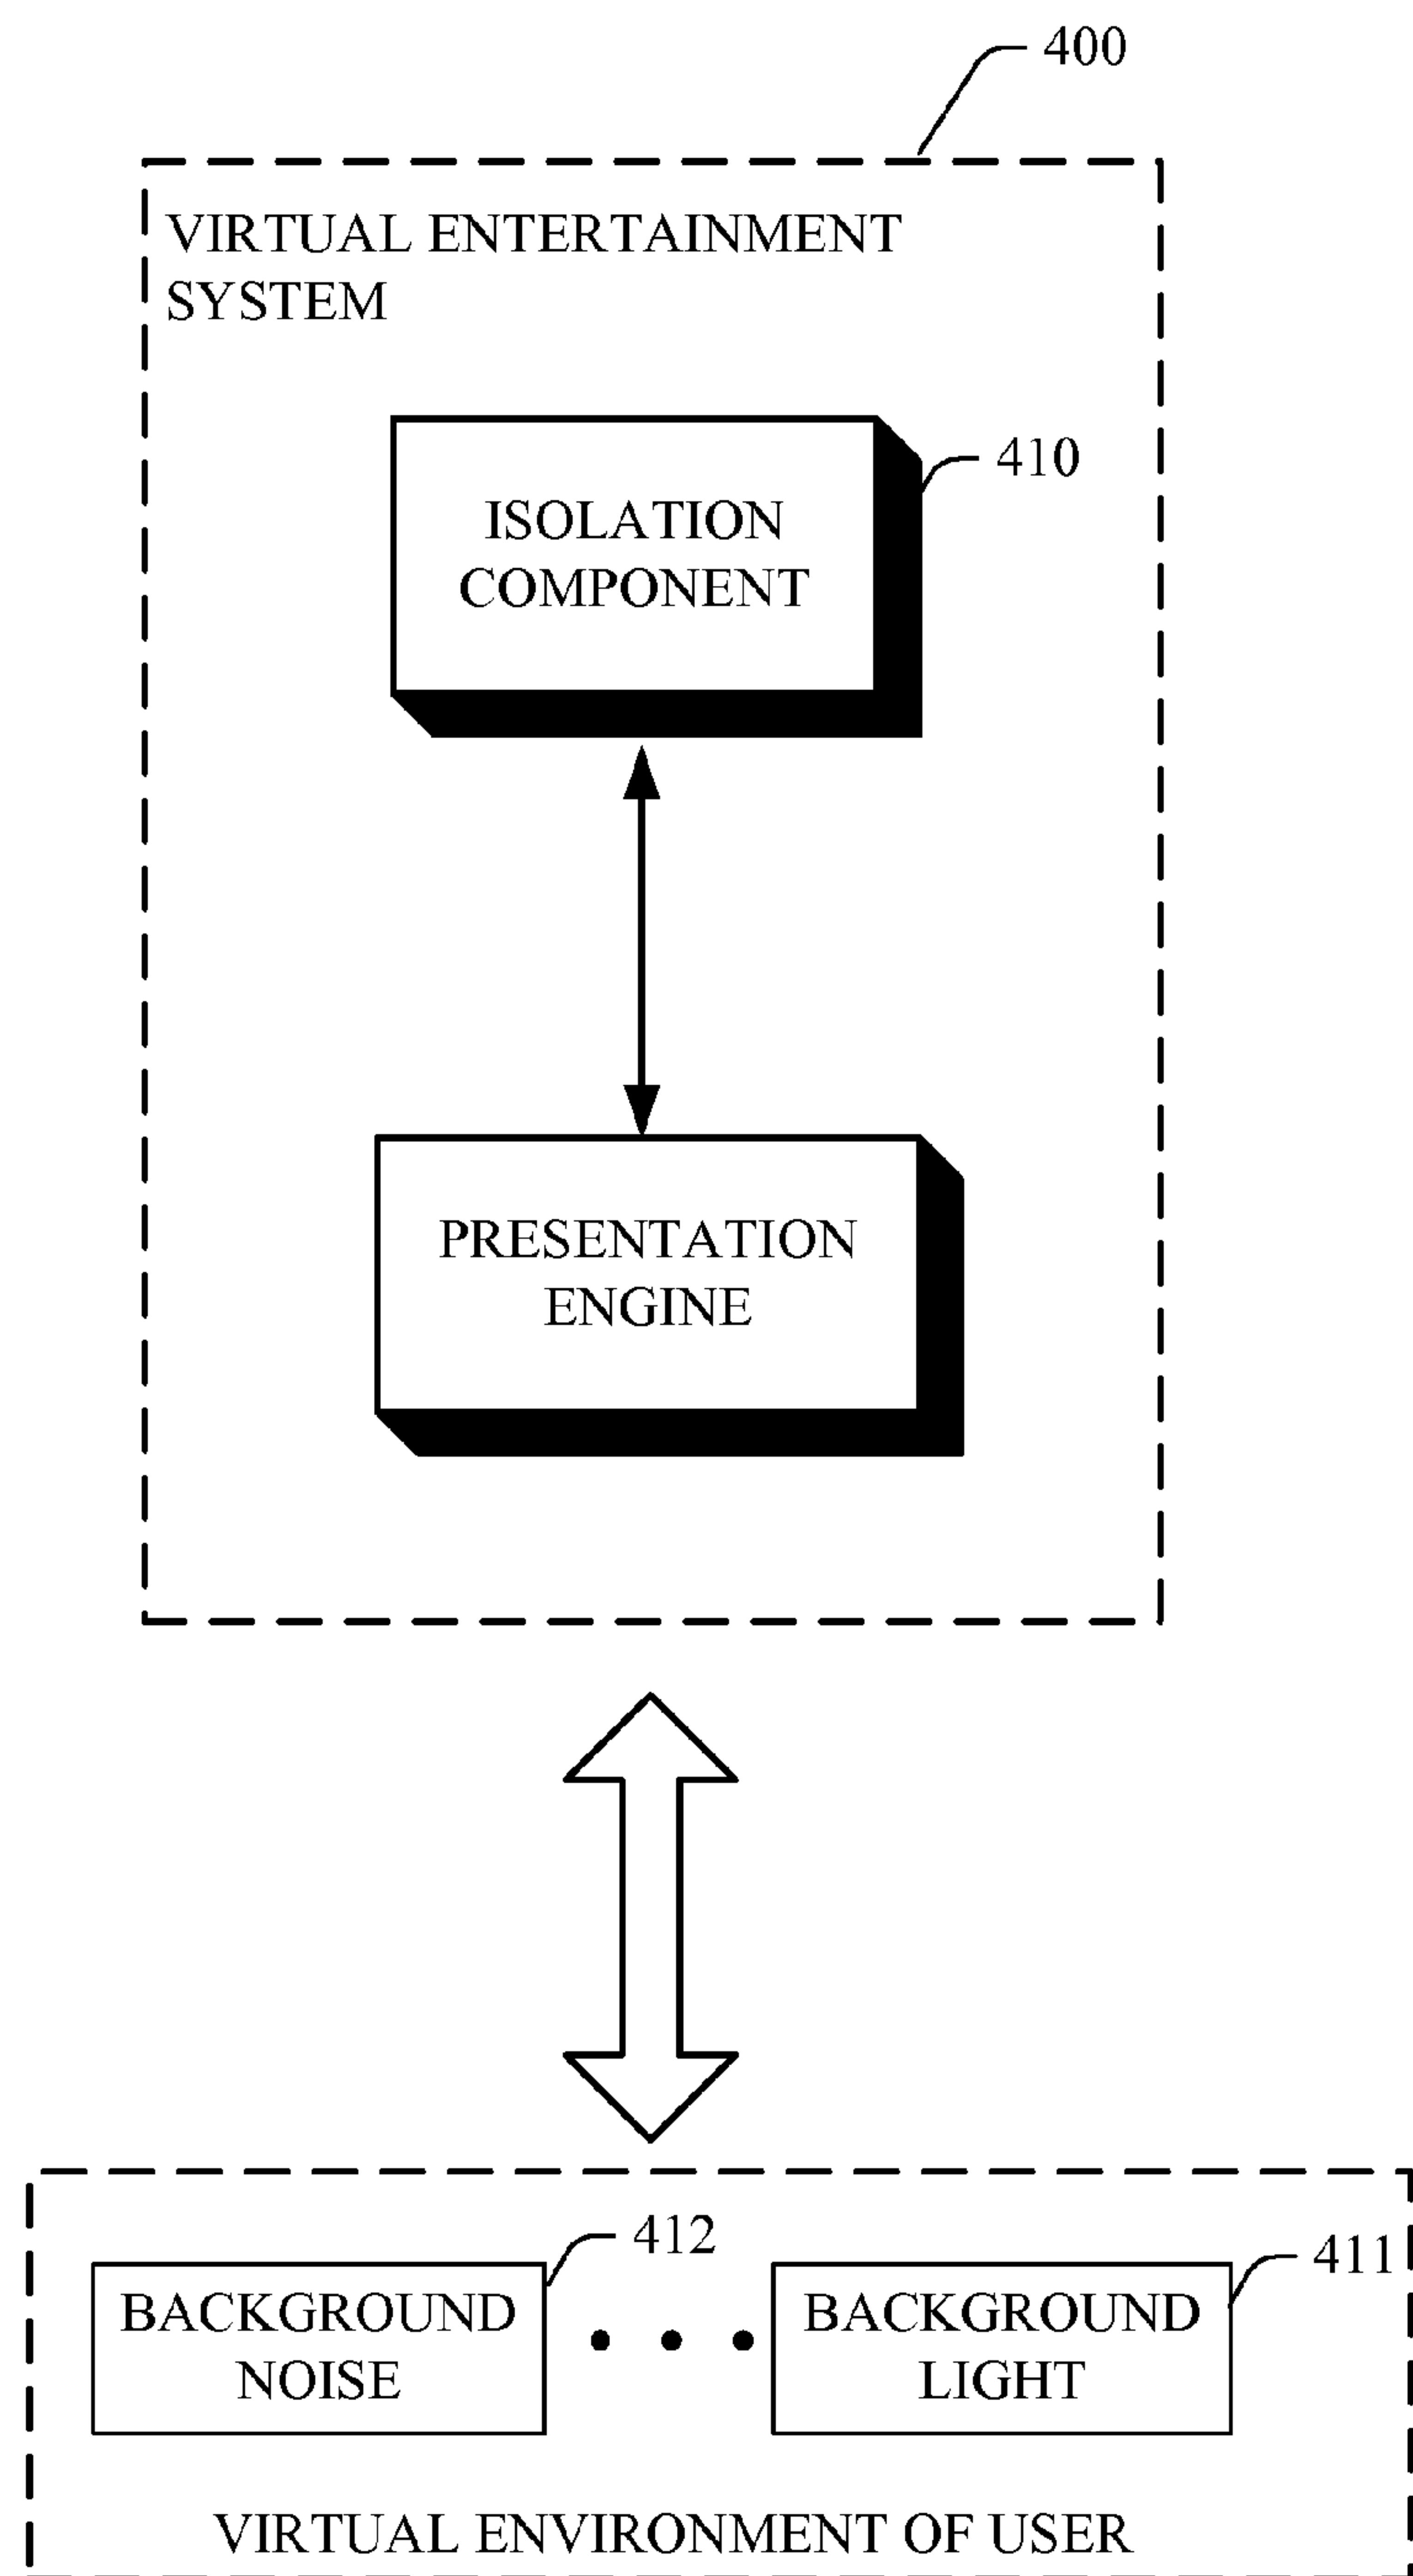 400
VIRTUAL ENTERTAINMENT
SYSTEM
410
ISOLATION
COMPONENT
PRESENTATION
ENGINE
412
411
BACKGROUND
NOISE
BACKGROUND
LIGHT
VIRTUAL ENVIRONMENT OF USER